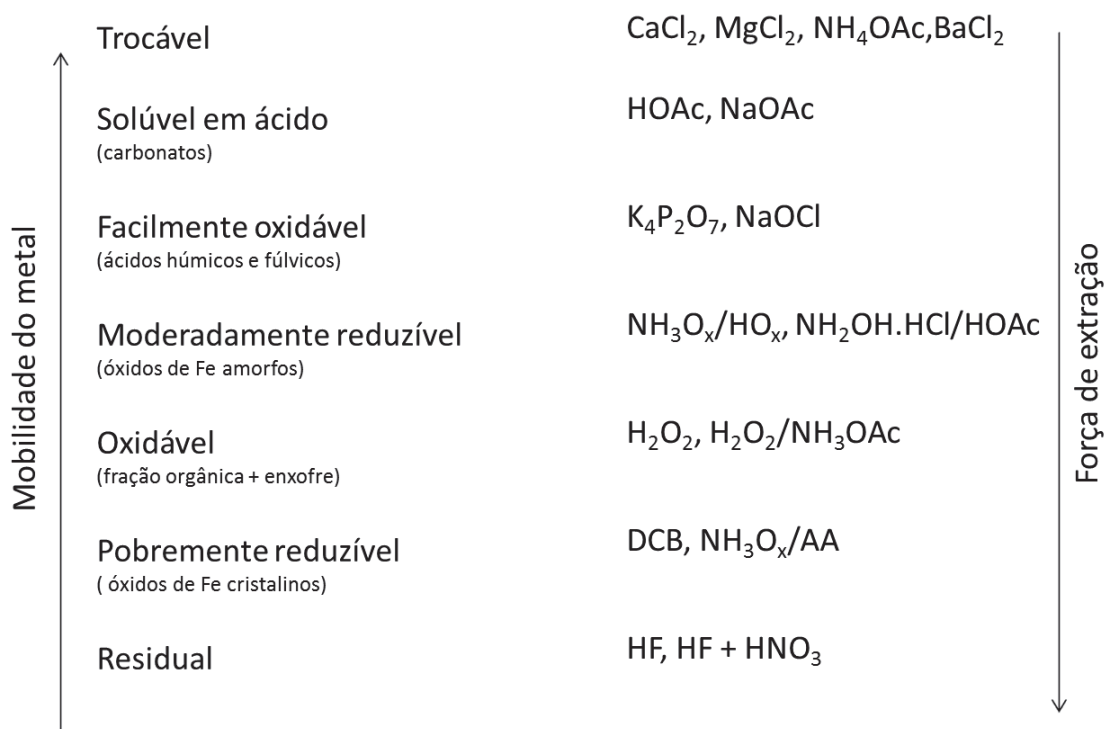 Trocável
CaCl₂, MgCl₂, NH₄OAc,BaCl₂
Solúvel em ácido
(carbonatos)
HOAc, NaOAc
Facilmente oxidável
(ácidos húmicos e fúlvicos)
K₄P₂O₇, NaOCl
Moderadamente reduzível
(óxidos de Fe amorfos)
NH₃Oₓ/HOₓ, NH₂OH.HCl/HOAc
Oxidável
(fração orgânica + enxofre)
H₂O₂, H₂O₂/NH₃OAc
Pobremente reduzível
( óxidos de Fe cristalinos)
DCB, NH₃Oₓ/AA
Residual
HF, HF + HNO₃
Mobilidade do metal
Força de extração